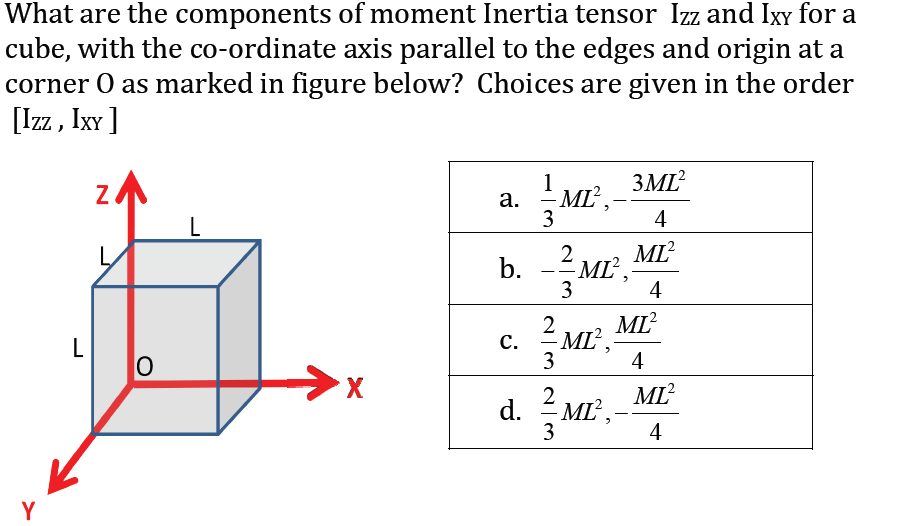 What are the components of moment Inertia tensor IZZ and IXY for a
cube, with the co-ordinate axis parallel to the edges and origin at a
corner O as marked in figure below? Choices are given in the order
[IZZ , IXY ]
Z
L
L
L
O
X
Y
a. 1/3 ML², - 3ML²/4
b. - 2/3 ML², ML²/4
c. 2/3 ML², ML²/4
d. 2/3 ML², - ML²/4